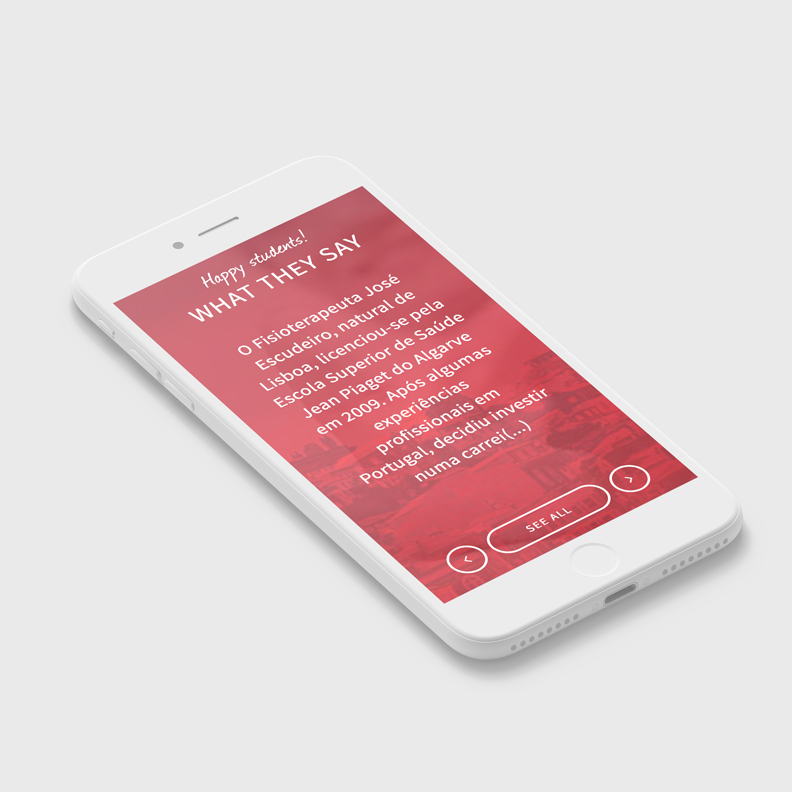 Happy students!
WHAT THEY SAY
O Fisioterapeuta José
Escudeiro, natural de
Lisboa, licenciou-se pela
Escola Superior de Saúde
Jean Piaget do Algarve
em 2009. Após algumas
experiências
profissionais em
Portugal, decidiu investir
numa carrei(...)
<
SEE ALL
>